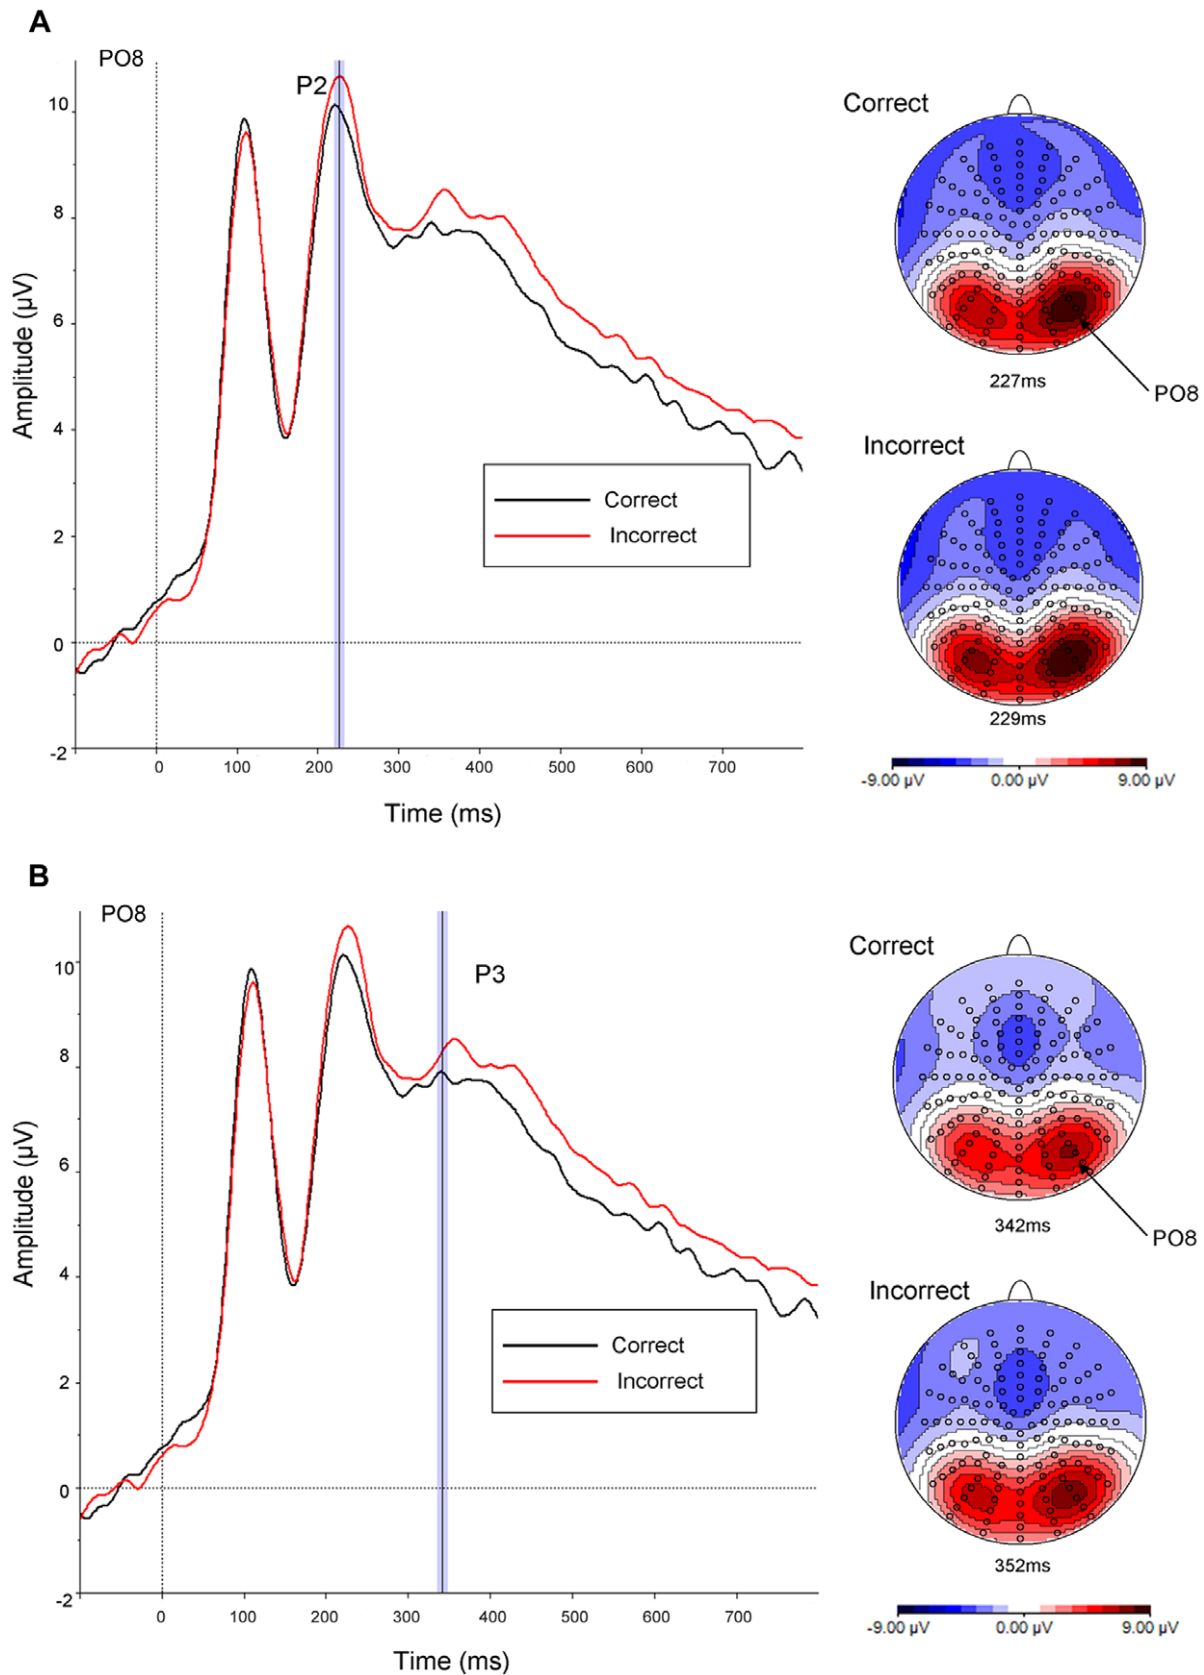 A
PO8
P2
10
8
6
4
2
0
-2
Amplitude (µV)
Correct
Incorrect
0 100 200 300 400 500 600 700
Time (ms)
Correct
227ms
PO8
Incorrect
229ms
-9.00 µV 0.00 µV 9.00 µV
B
PO8
P3
10
8
6
4
2
0
-2
Amplitude (µV)
Correct
Incorrect
0 100 200 300 400 500 600 700
Time (ms)
Correct
342ms
PO8
Incorrect
352ms
-9.00 µV 0.00 µV 9.00 µV